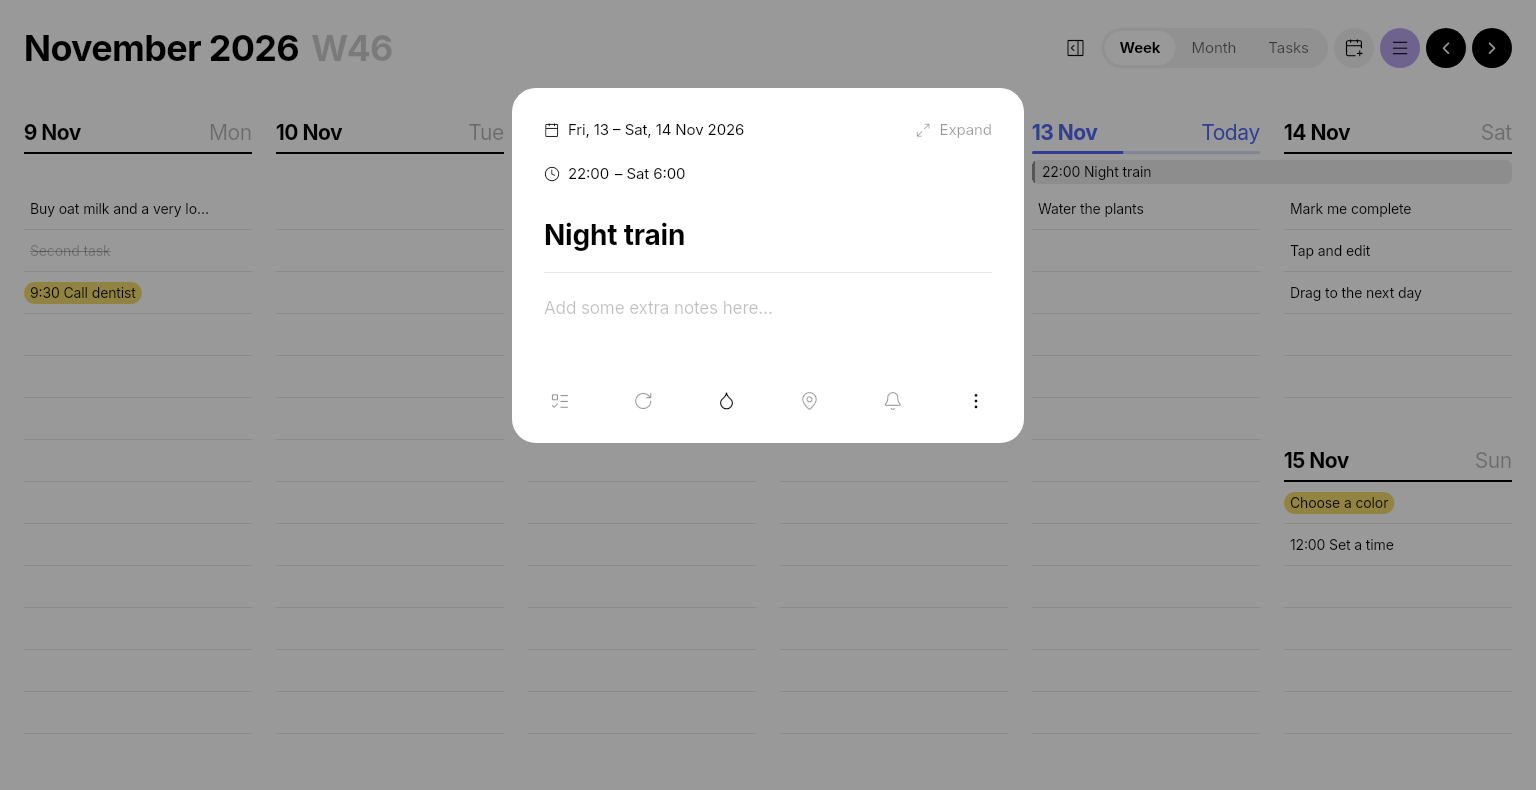 November 2026 W46
Week Month Tasks
9 Nov Mon
Buy oat milk and a very lo...
Second task
9:30 Call dentist
10 Nov Tue
Fri, 13 – Sat, 14 Nov 2026
Expand
22:00 – Sat 6:00
Night train
Add some extra notes here...
13 Nov Today
22:00 Night train
Water the plants
14 Nov Sat
Mark me complete
Tap and edit
Drag to the next day
15 Nov Sun
Choose a color
12:00 Set a time